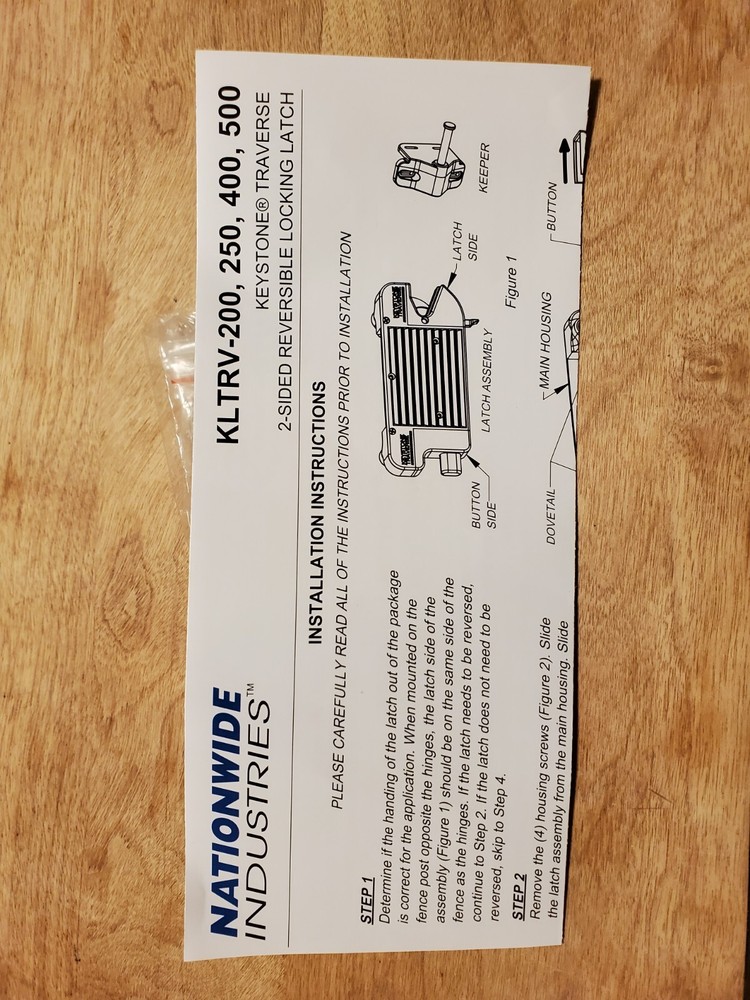 NATIONWIDE
INDUSTRIES™
KLTRV-200, 250, 400, 500
KEYSTONE® TRAVERSE
2-SIDED REVERSIBLE LOCKING LATCH
INSTALLATION INSTRUCTIONS
PLEASE CAREFULLY READ ALL OF THE INSTRUCTIONS PRIOR TO INSTALLATION
STEP 1
Determine if the handing of the latch out of the package
is correct for the application. When mounted on the
fence post opposite the hinges, the latch side of the
assembly (Figure 1) should be on the same side of the
fence as the hinges. If the latch needs to be reversed,
continue to Step 2. If the latch does not need to be
reversed, skip to Step 4.
BUTTON
SIDE
LATCH ASSEMBLY
LATCH
SIDE
KEEPER
Figure 1
STEP 2
Remove the (4) housing screws (Figure 2). Slide
the latch assembly from the main housing. Slide
DOVETAIL
MAIN HOUSING
BUTTON